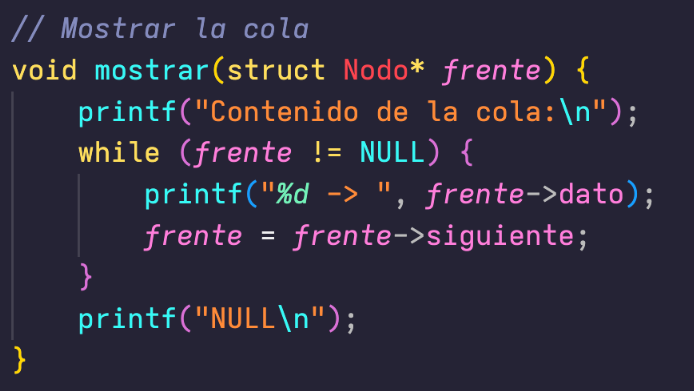 // Mostrar la cola
void mostrar(struct Nodo* frente) {
    printf("Contenido de la cola:\n");
    while (frente != NULL) {
        printf("%d -> ", frente->dato);
        frente = frente->siguiente;
    }
    printf("NULL\n");
}